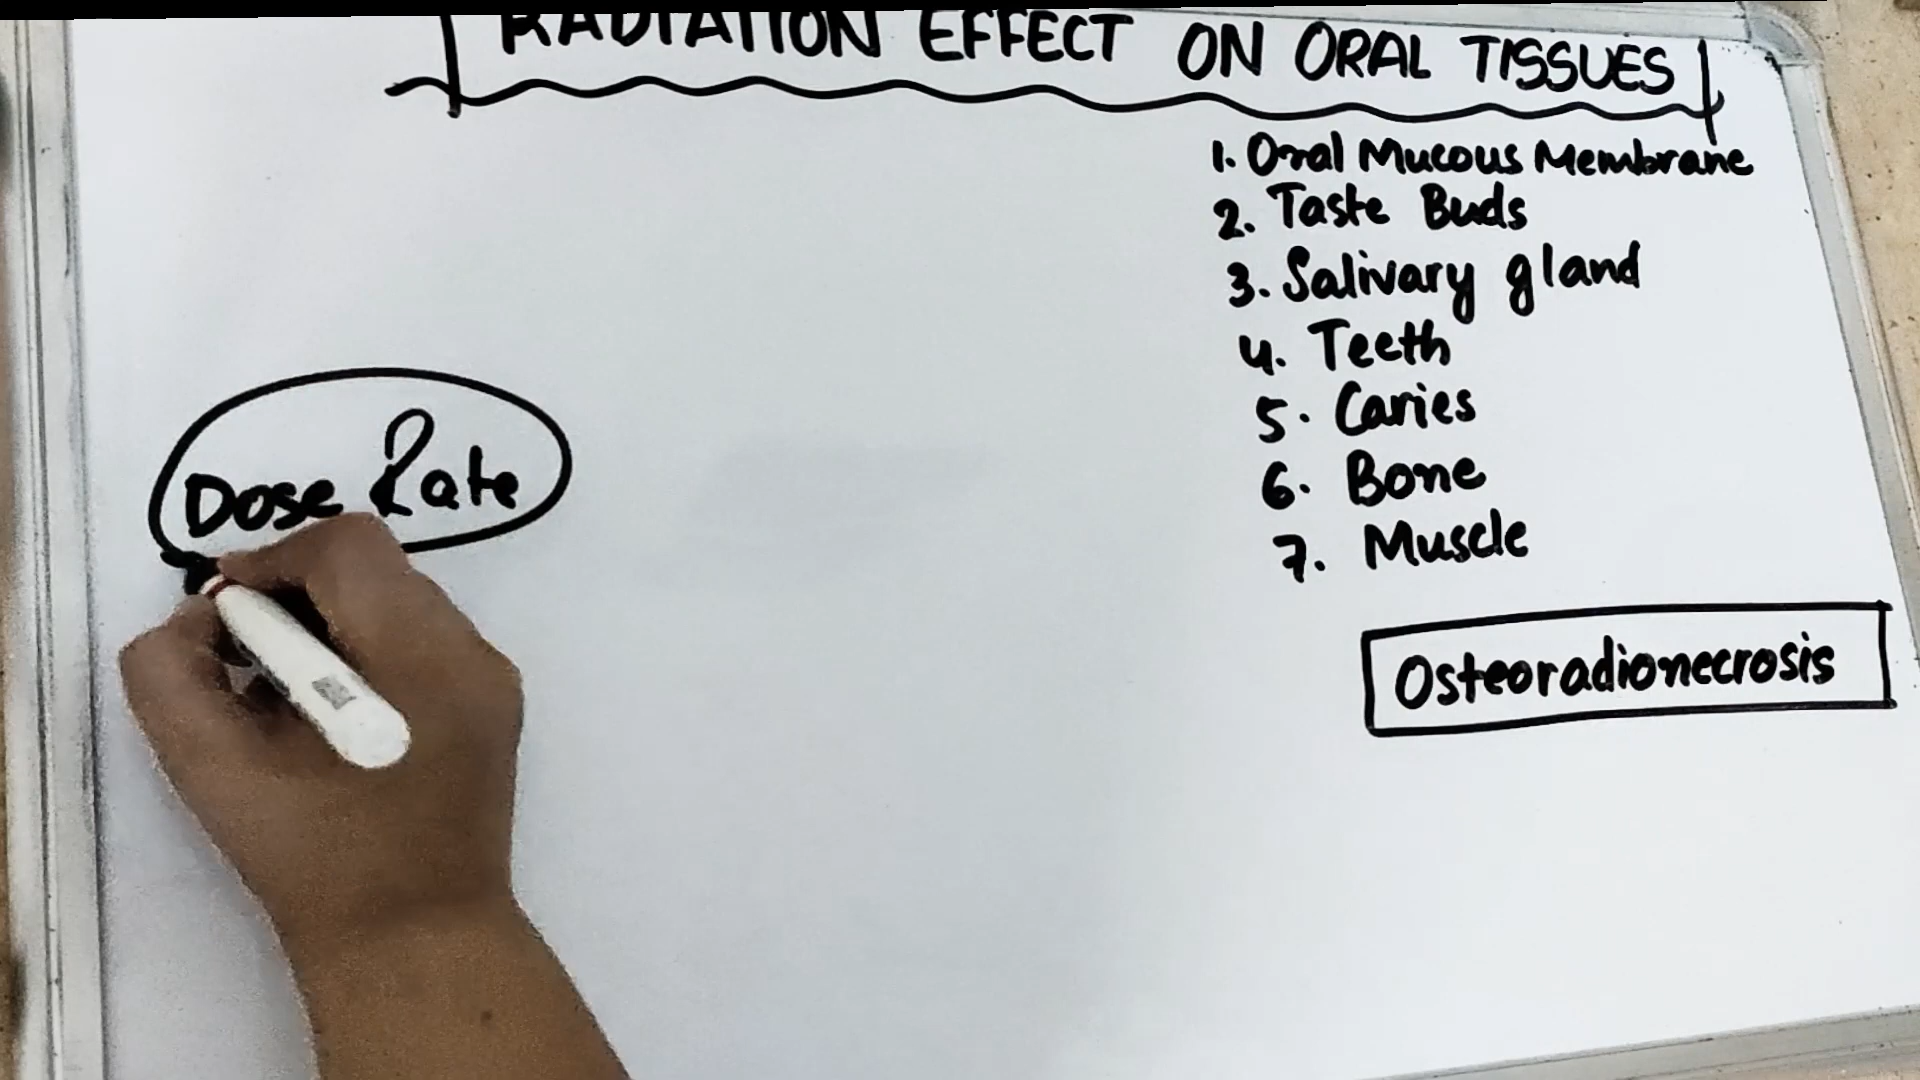 RADIATION EFFECT ON ORAL TISSUES
1. Oral Mucous Membrane
2. Taste Buds
3. Salivary gland
4. Teeth
5. Caries
6. Bone
7. Muscle
Dose Rate
Osteoradionecrosis